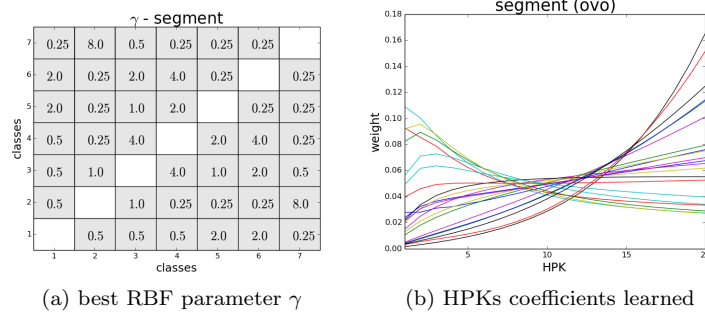 γ - segment
7 0.25 8.0 0.5 0.25 0.25 0.25
6 2.0 0.25 2.0 4.0 0.25 0.25
5 2.0 0.25 1.0 2.0 0.25 0.25
4 0.5 0.25 4.0 2.0 4.0 0.25
3 0.5 1.0 4.0 1.0 2.0 0.5
2 0.5 1.0 0.25 0.25 0.25 8.0
1 0.5 0.5 0.5 2.0 2.0 0.25
1 2 3 4 5 6 7
classes
classes
(a) best RBF parameter γ
segment (ovo)
0.18
0.16
0.14
0.12
0.10
0.08
0.06
0.04
0.02
0.00
weight
5 10 15 2
HPK
(b) HPKs coefficients learned